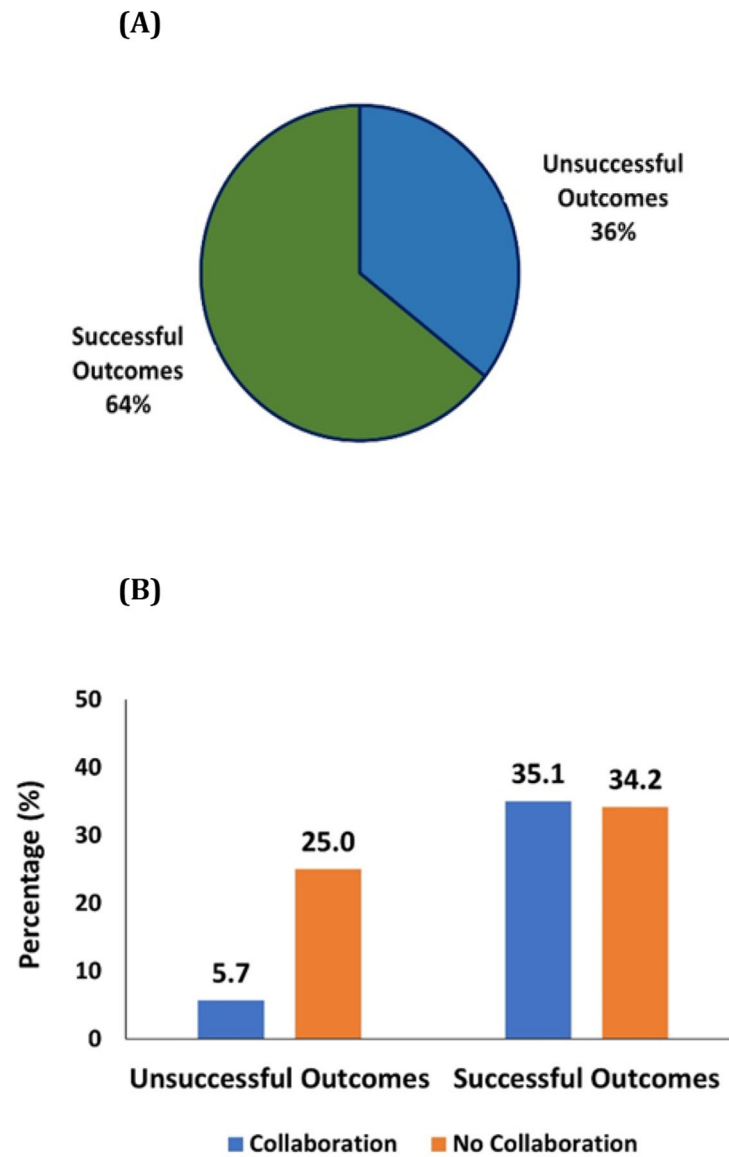 (A)
Unsuccessful
Outcomes
36%
Successful
Outcomes
64%
(B)
Percentage (%)
50
40
30
20
10
0
5.7
25.0
35.1
34.2
Unsuccessful Outcomes Successful Outcomes
Collaboration No Collaboration